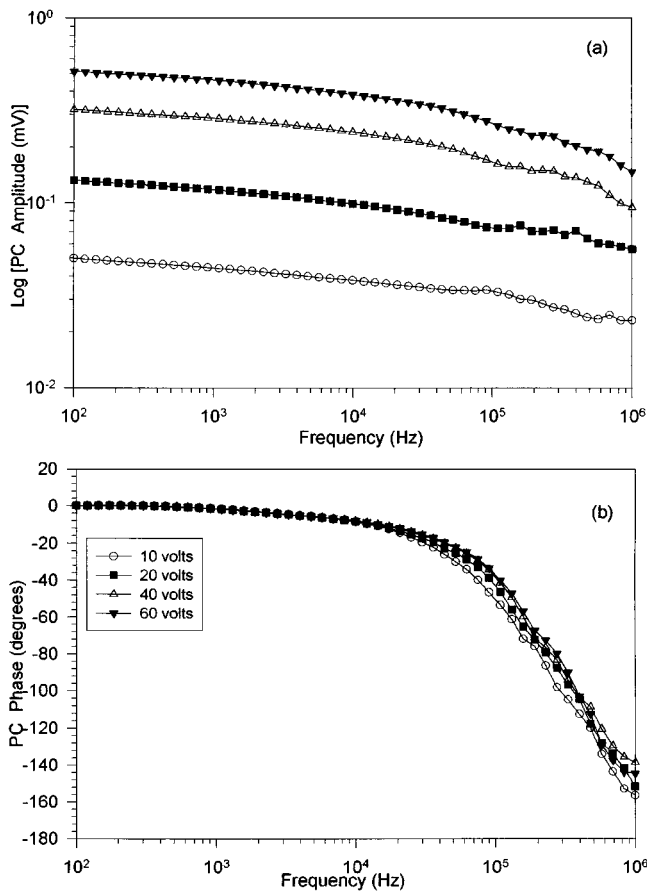 10⁰
(a)
Log [PC Amplitude (mV)]
10⁻¹
10⁻²
10² 10³ 10⁴ 10⁵ 10⁶
Frequency (Hz)
20
(b)
0
-20
10 volts
20 volts
40 volts
60 volts
-40
-60
PC Phase (degrees)
-80
-100
-120
-140
-160
-180
10² 10³ 10⁴ 10⁵ 10⁶
Frequency (Hz)